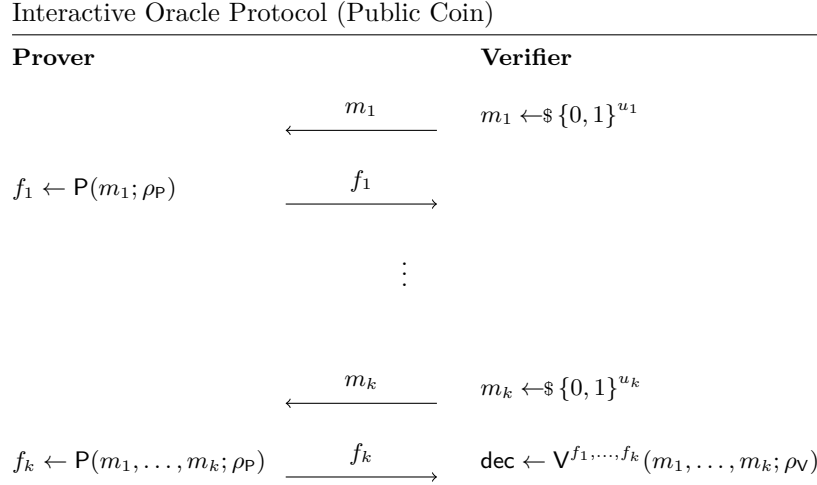 Interactive Oracle Protocol (Public Coin)
Prover Verifier
m₁ m₁ ←$ {0, 1}^{u₁}
f₁ ← P(m₁; ρ_P) f₁
⋮
m_k m_k ←$ {0, 1}^{u_k}
f_k ← P(m₁, . . . , m_k; ρ_P) f_k dec ← V^{f₁,...,f_k}(m₁, . . . , m_k; ρ_V)